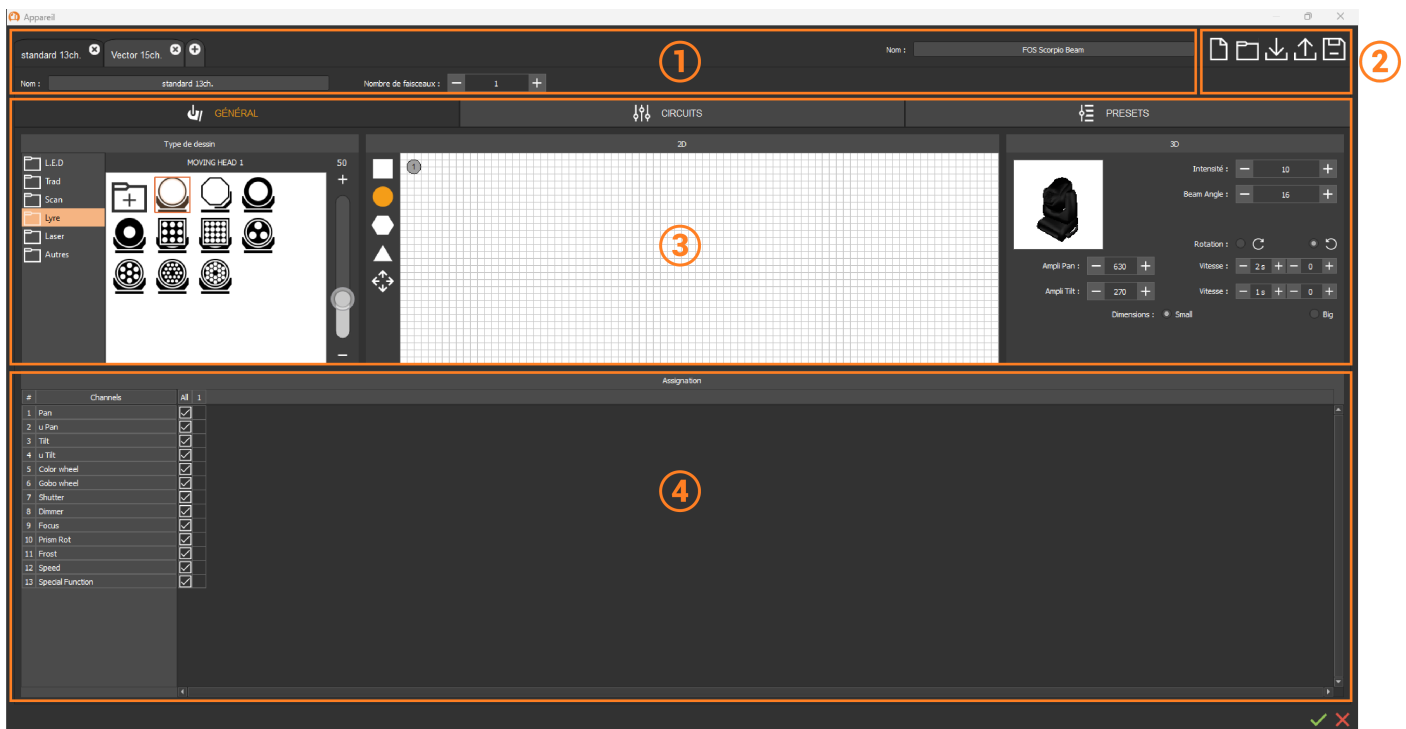 Appareil
standard 13ch. Vector 15ch. Nom : FOS Scorpio Beam
1
2
Nom : standard 13ch. Nombre de faisceaux : 1
GÉNÉRAL CIRCUITS PRESETS
Type de dessin 2D 3D
L.E.D MOVING HEAD 1 50
Trad
Scan
Lyre
Laser
Autres
1
3
Intensité : 10
Beam Angle : 16
Rotation :
Ampli Pan : 630 Vitesse : 2 s 0
Ampli Tilt : 270 Vitesse : 1 s 0
Dimensions : Small Big
Assignation
# Channels All 1
1 Pan
2 u Pan
3 Tilt
4 u Tilt
5 Color wheel
6 Gobo wheel
7 Shutter
8 Dimmer
9 Focus
10 Prism Rot
11 Frost
12 Speed
13 Special Function
4